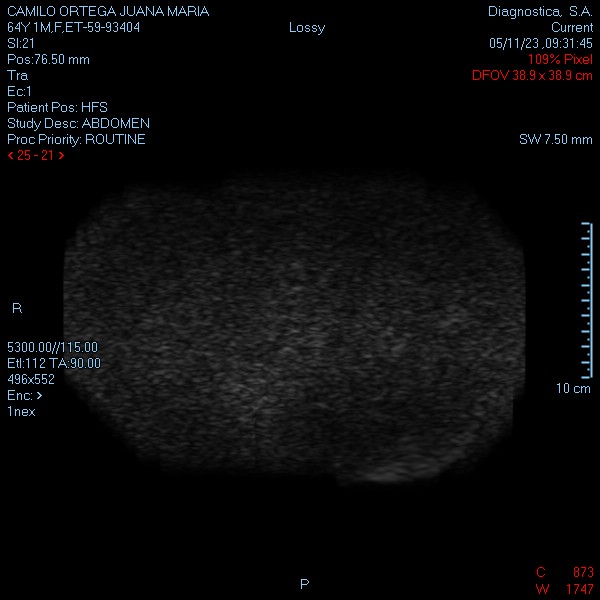 CAMILO ORTEGA JUANA MARIA
64Y 1M,F,ET-59-93404
Sl:21
Pos:76.50 mm
Tra
Ec:1
Patient Pos: HFS
Study Desc: ABDOMEN
Proc Priority: ROUTINE
< 25 - 21 >
Lossy
Diagnostica, S.A.
Current
05/11/23 ,09:31:45
109% Pixel
DFOV 38.9 x 38.9 cm
SW 7.50 mm
R
5300.00//115.00
Etl:112 TA:90.00
496x552
Enc: >
1nex
10 cm
P
C 873
W 1747